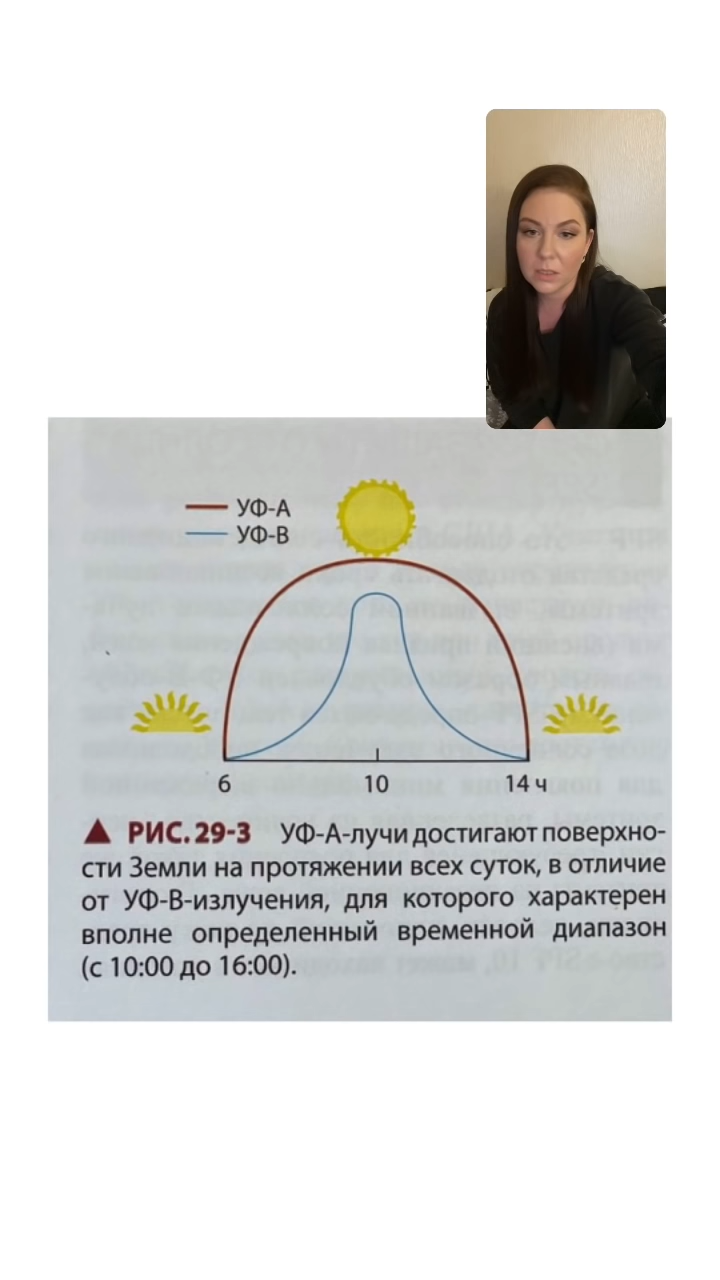 УФ-А
УФ-В
6 10 14 ч
РИС. 29-3 УФ-А-лучи достигают поверхно-
сти Земли на протяжении всех суток, в отличие
от УФ-В-излучения, для которого характерен
вполне определенный временной диапазон
(с 10:00 до 16:00).